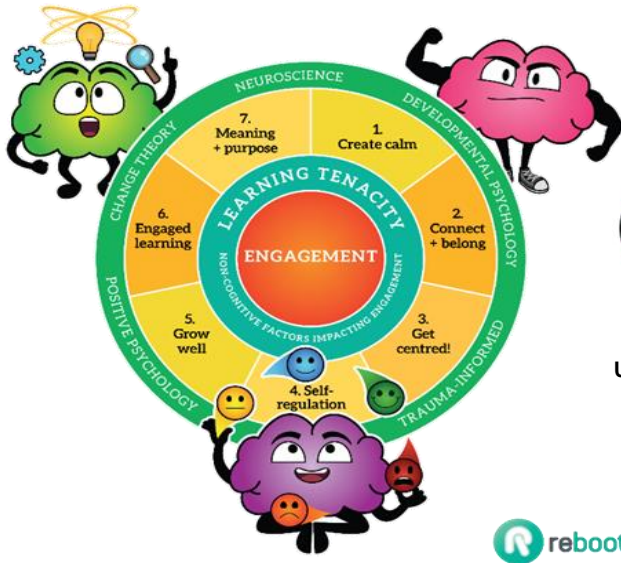 NEUROSCIENCE
DEVELOPMENTAL PSYCHOLOGY
TRAUMA-INFORMED
POSITIVE PSYCHOLOGY
CHANGE THEORY
1.
Create calm
2.
Connect
+ belong
3.
Get
centred!
4. Self-
regulation
5.
Grow
well
6.
Engaged
learning
7.
Meaning
+ purpose
LEARNING TENACITY
ENGAGEMENT
NON-COGNITIVE FACTORS IMPACTING ENGAGEMENT
reboot